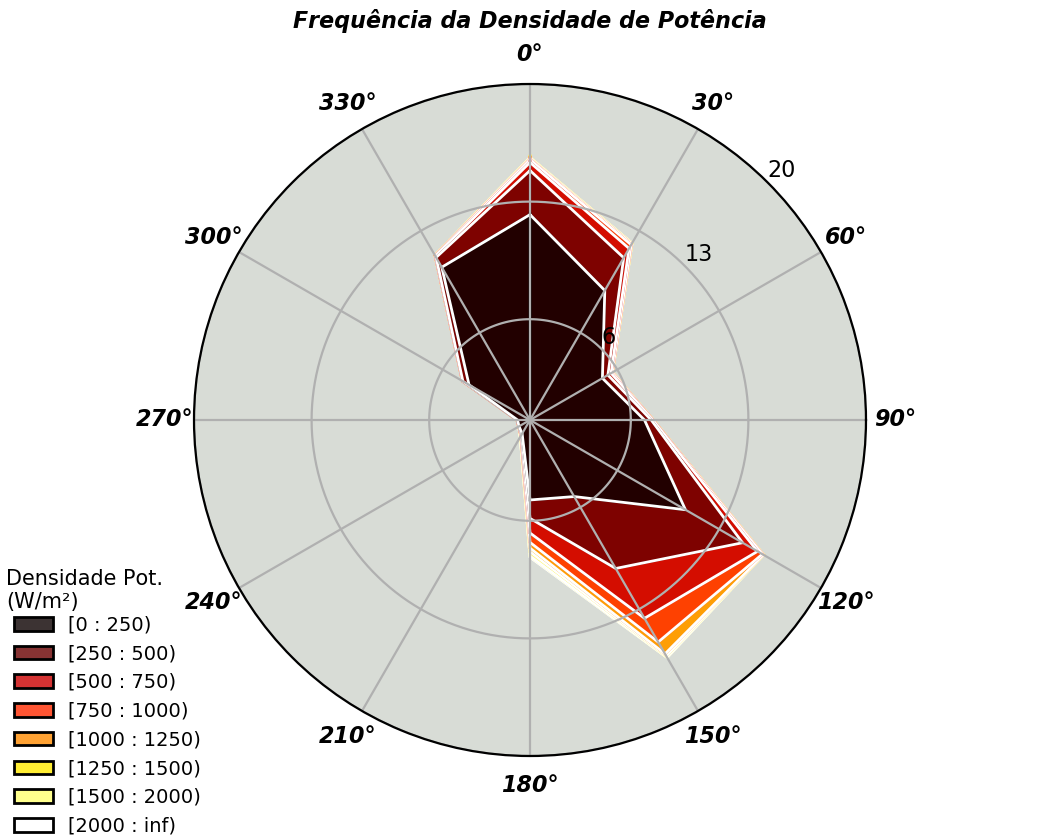 Frequência da Densidade de Potência
0°
330°
30°
20
300°
60°
13
6
270°
90°
240°
120°
210°
150°
180°
Densidade Pot.
(W/m²)
[0 : 250)
[250 : 500)
[500 : 750)
[750 : 1000)
[1000 : 1250)
[1250 : 1500)
[1500 : 2000)
[2000 : inf)